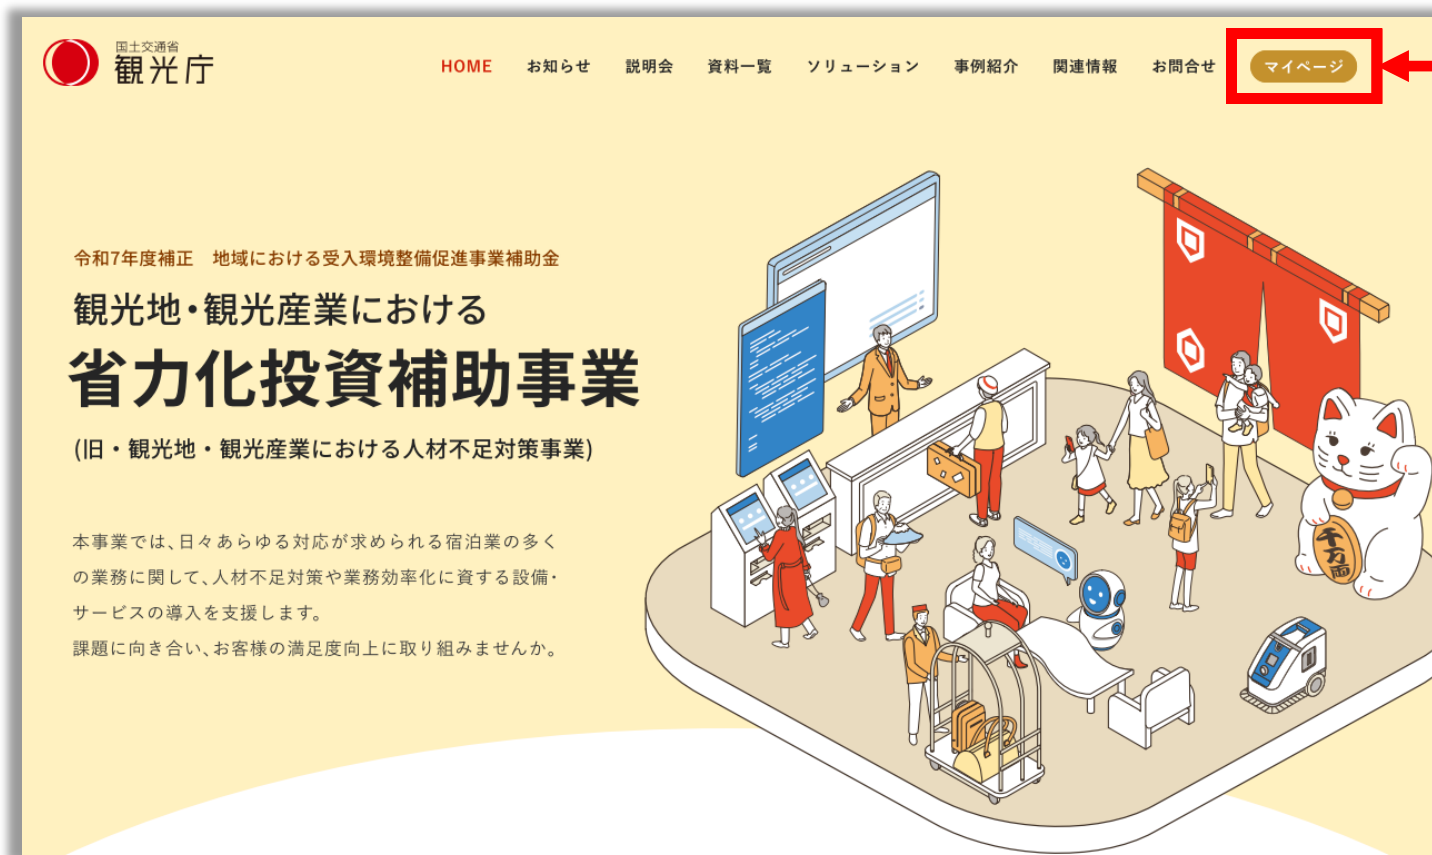 国土交通省
観光庁
HOME お知らせ 説明会 資料一覧 ソリューション 事例紹介 関連情報 お問合せ マイページ
令和7年度補正　地域における受入環境整備促進事業補助金
観光地・観光産業における
省力化投資補助事業
(旧・観光地・観光産業における人材不足対策事業)
本事業では、日々あらゆる対応が求められる宿泊業の多く
の業務に関して、人材不足対策や業務効率化に資する設備・
サービスの導入を支援します。
課題に向き合い、お客様の満足度向上に取り組みませんか。
千万両